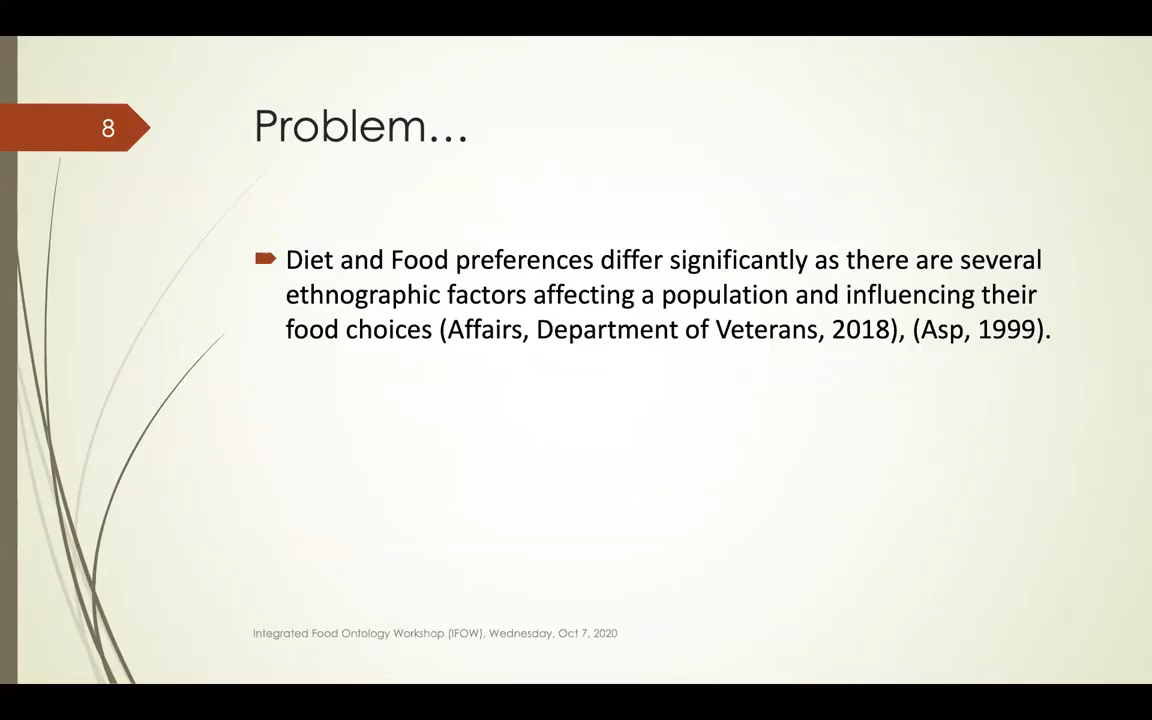 8
Problem…
Diet and Food preferences differ significantly as there are several
ethnographic factors affecting a population and influencing their
food choices (Affairs, Department of Veterans, 2018), (Asp, 1999).
Integrated Food Ontology Workshop (IFOW), Wednesday, Oct 7, 2020